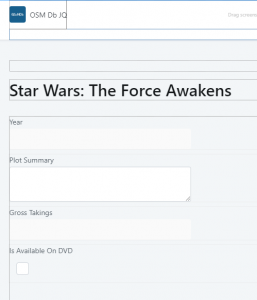 OSM Db JQ
Drag screen
Star Wars: The Force Awakens
Year
Plot Summary
Gross Takings
Is Available On DVD